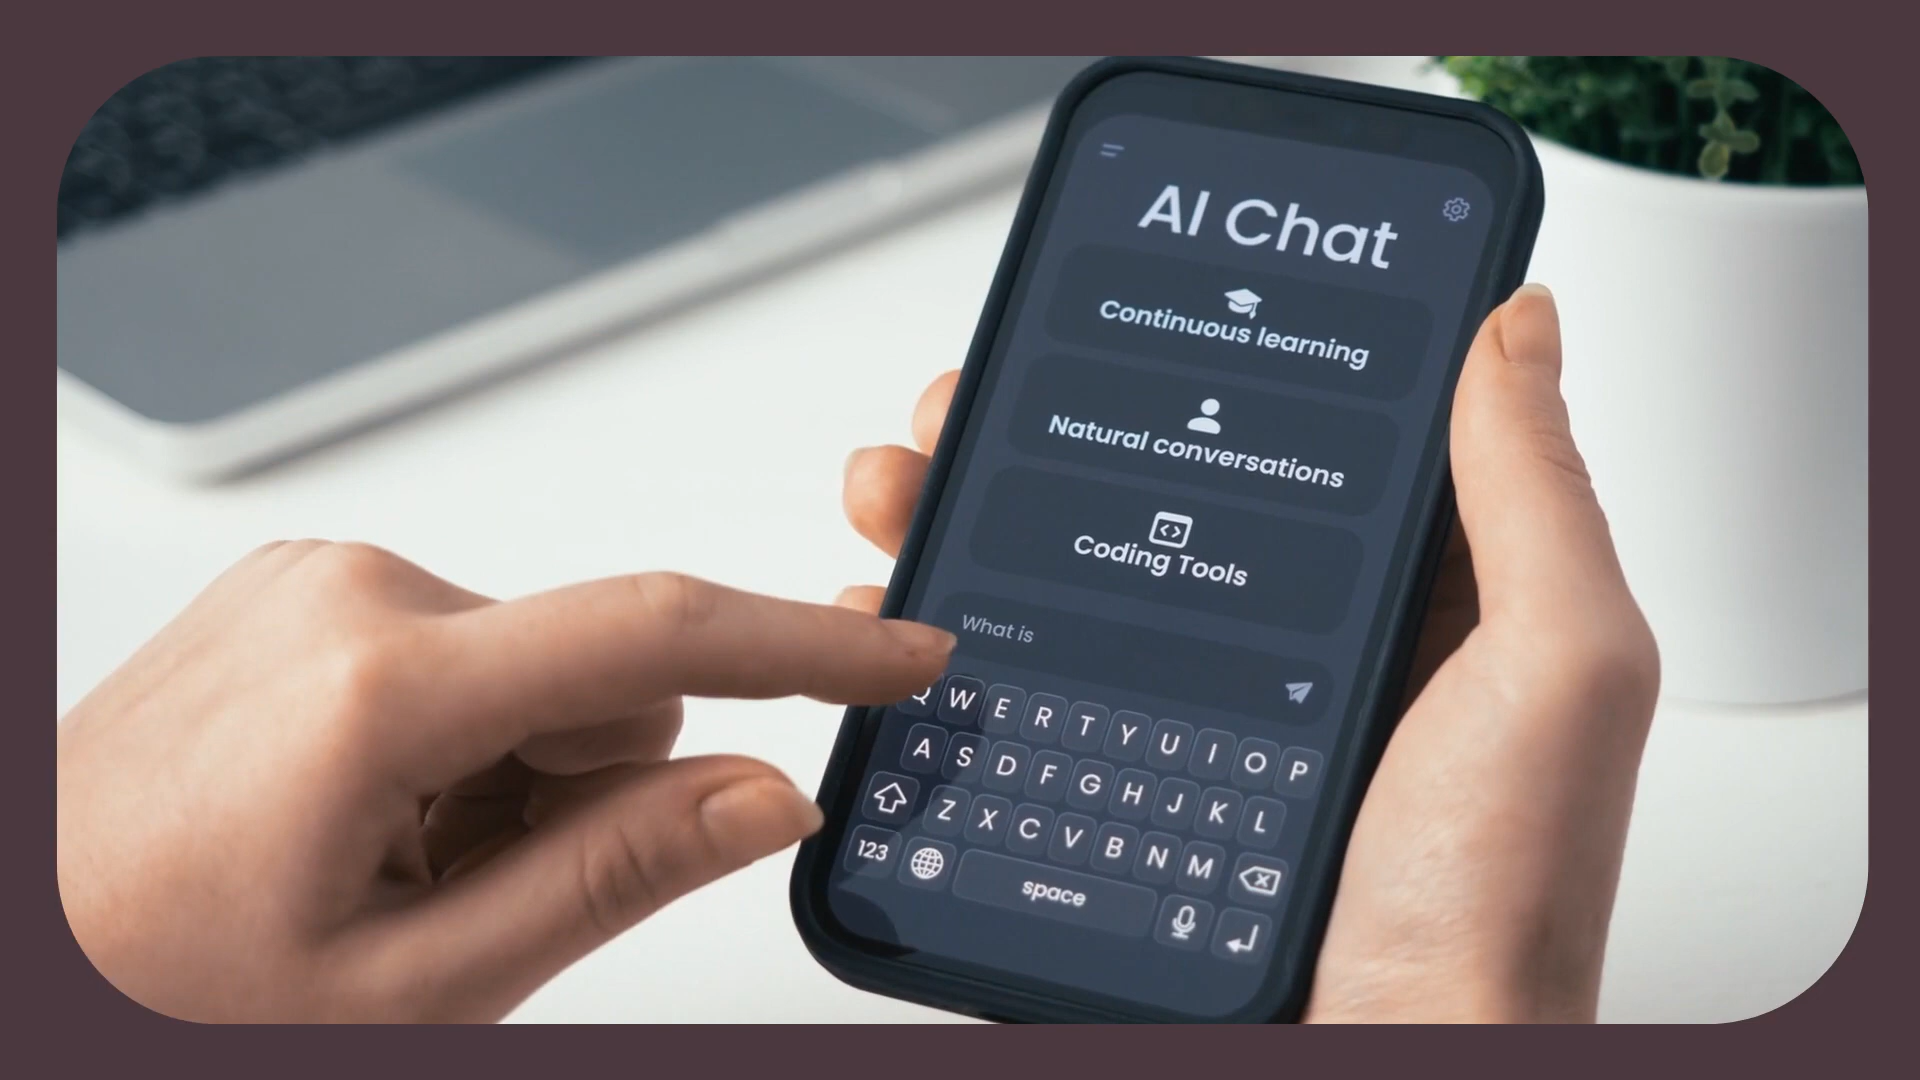 AI Chat
Continuous learning
Natural conversations
Coding Tools
What is
Q W E R T Y U I O P
A S D F G H J K L
Z X C V B N M
123 space